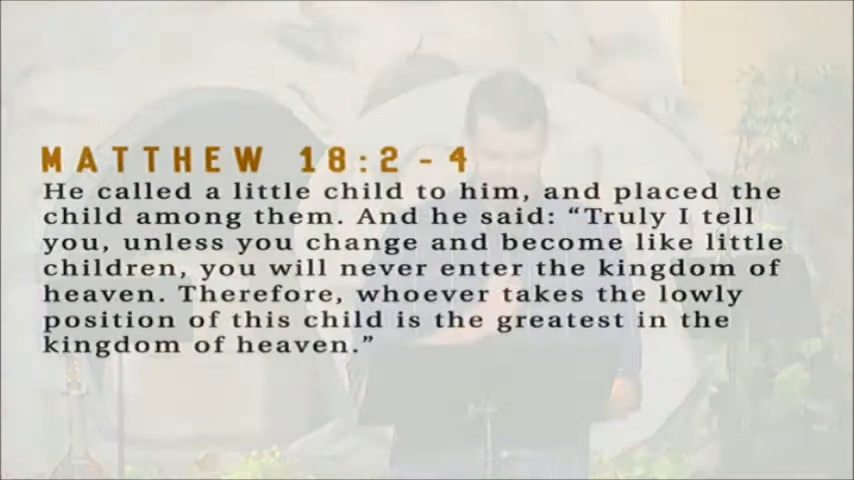 MATTHEW 18:2-4
He called a little child to him, and placed the
child among them. And he said: “Truly I tell
you, unless you change and become like little
children, you will never enter the kingdom of
heaven. Therefore, whoever takes the lowly
position of this child is the greatest in the
kingdom of heaven.”